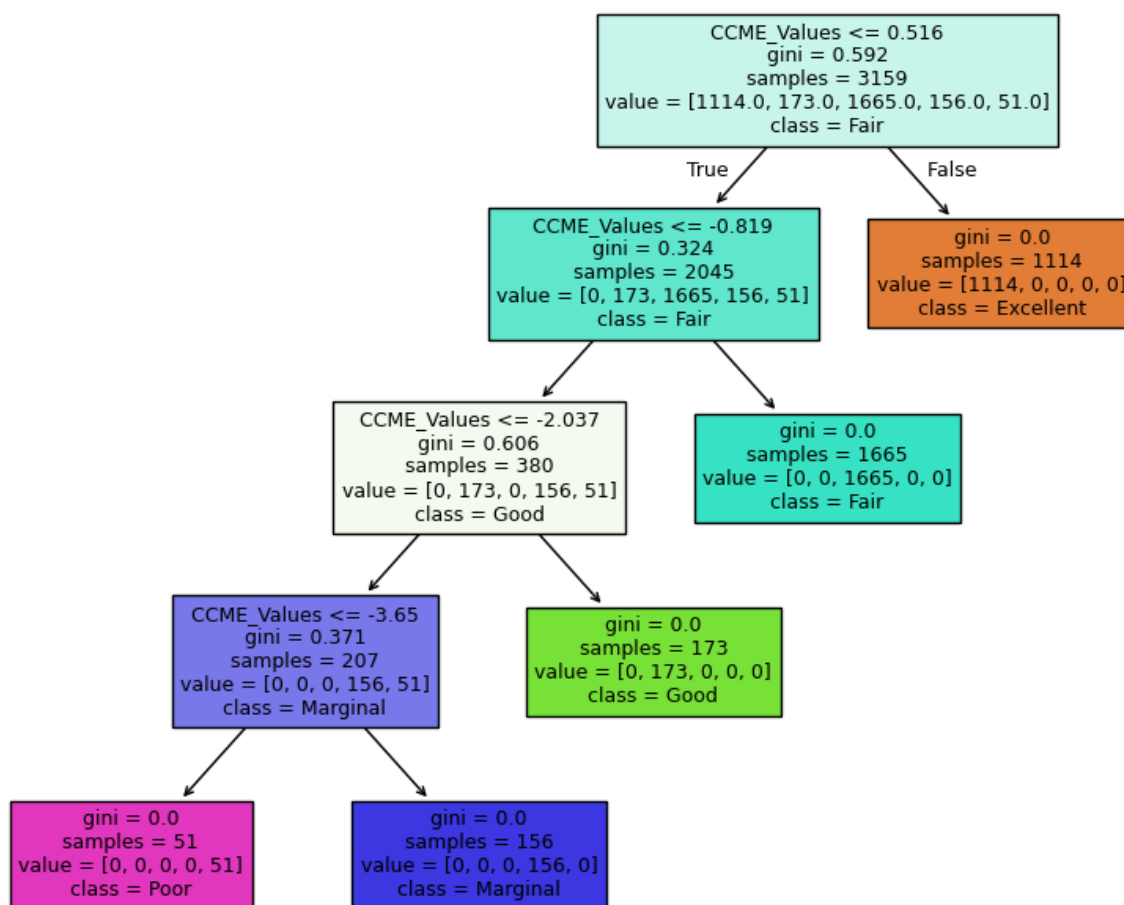 CCME_Values <= 0.516
gini = 0.592
samples = 3159
value = [1114.0, 173.0, 1665.0, 156.0, 51.0]
class = Fair
True
False
CCME_Values <= -0.819
gini = 0.324
samples = 2045
value = [0, 173, 1665, 156, 51]
class = Fair
gini = 0.0
samples = 1114
value = [1114, 0, 0, 0, 0]
class = Excellent
CCME_Values <= -2.037
gini = 0.606
samples = 380
value = [0, 173, 0, 156, 51]
class = Good
gini = 0.0
samples = 1665
value = [0, 0, 1665, 0, 0]
class = Fair
CCME_Values <= -3.65
gini = 0.371
samples = 207
value = [0, 0, 0, 156, 51]
class = Marginal
gini = 0.0
samples = 173
value = [0, 173, 0, 0, 0]
class = Good
gini = 0.0
samples = 51
value = [0, 0, 0, 0, 51]
class = Poor
gini = 0.0
samples = 156
value = [0, 0, 0, 156, 0]
class = Marginal